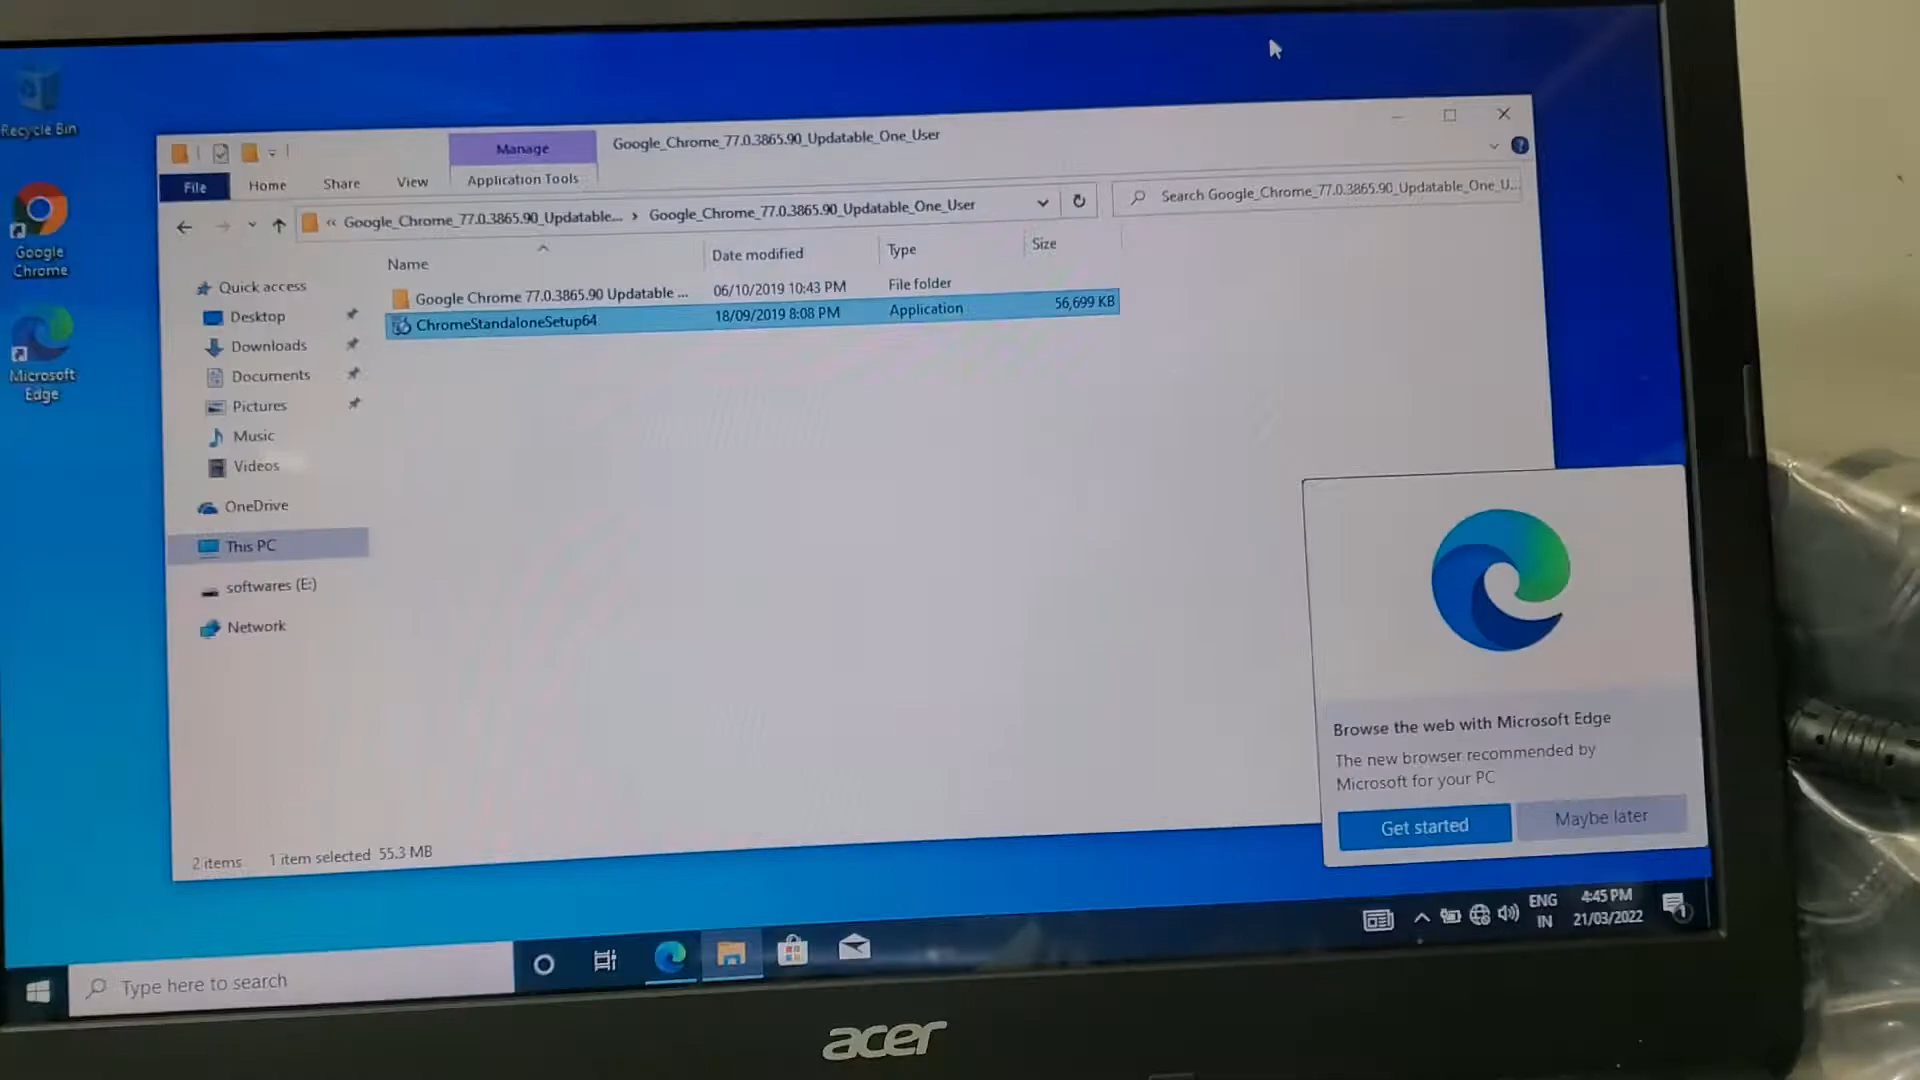 Recycle Bin
Google
Chrome
Microsoft
Edge
Manage
Google_Chrome_77.0.3865.90_Updatable_One_User
File
Home
Share
View
Application Tools
« Google_Chrome_77.0.3865.90_Updatable... › Google_Chrome_77.0.3865.90_Updatable_One_User
Search Google_Chrome_77.0.3865.90_Updatable_One_U...
Name
Date modified
Type
Size
Google Chrome 77.0.3865.90 Updatable ... 06/10/2019 10:43 PM File folder
ChromeStandaloneSetup64 18/09/2019 8:08 PM Application 56,699 KB
Quick access
Desktop
Downloads
Documents
Pictures
Music
Videos
OneDrive
This PC
softwares (E:)
Network
2 items 1 item selected 55.3 MB
Browse the web with Microsoft Edge
The new browser recommended by
Microsoft for your PC
Get started
Maybe later
Type here to search
ENG
IN
4:45 PM
21/03/2022
1
acer